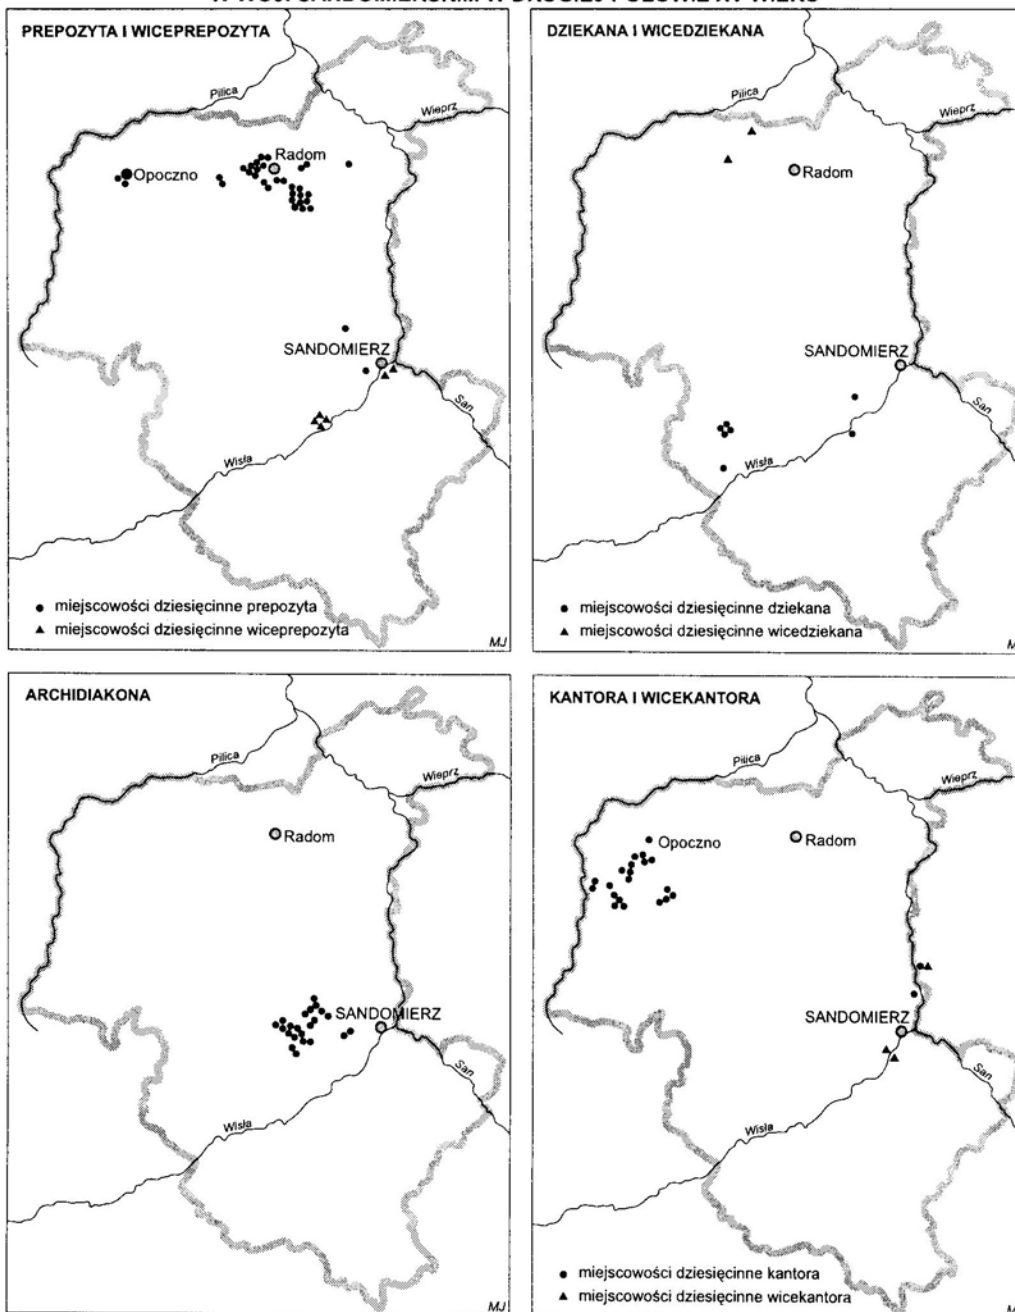 PREPOZYTA I WICEPREPOZYTA
Pilica
Wieprz
Radom
Opoczno
SANDOMIERZ
San
Wisła
miejscowości dziesięcinne prepozyta
miejscowości dziesięcinne wiceprepozyta
MJ
DZIEKANA I WICEDZIEKANA
Pilica
Wieprz
Radom
SANDOMIERZ
San
Wisła
miejscowości dziesięcinne dziekana
miejscowości dziesięcinne wicedziekana
ARCHIDIAKONA
Pilica
Wieprz
Radom
SANDOMIERZ
San
Wisła
MJ
KANTORA I WICEKANTORA
Pilica
Wieprz
Opoczno
Radom
SANDOMIERZ
San
Wisła
miejscowości dziesięcinne kantora
miejscowości dziesięcinne wicekantora